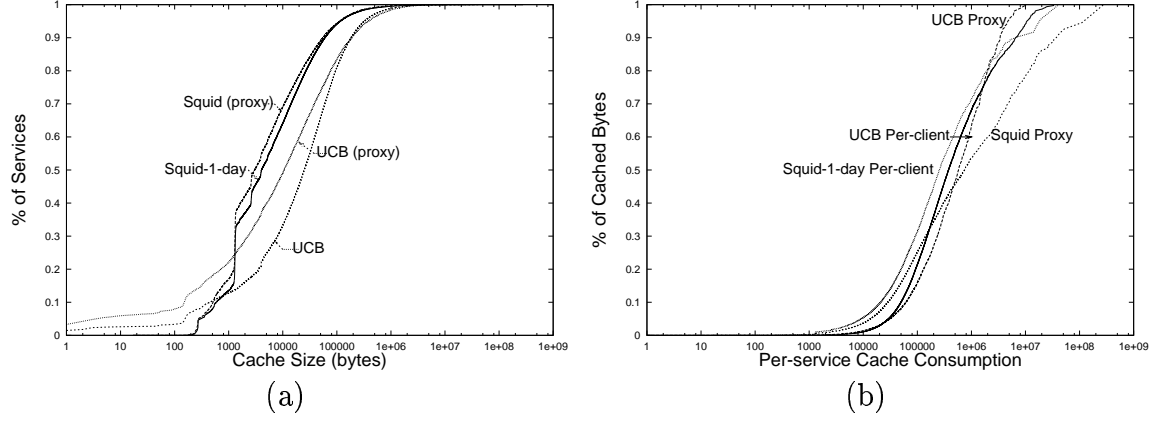 1
0.9
0.8
0.7
0.6
0.5
0.4
0.3
0.2
0.1
0
% of Services
Squid (proxy)
Squid-1-day
UCB (proxy)
UCB
1 10 100 1000 10000 100000 1e+06 1e+07 1e+08 1e+09
Cache Size (bytes)
(a)
1
0.9
0.8
0.7
0.6
0.5
0.4
0.3
0.2
0.1
0
% of Cached Bytes
UCB Proxy
UCB Per-client
Squid Proxy
Squid-1-day Per-client
1 10 100 1000 10000 100000 1e+06 1e+07 1e+08 1e+09
Per-service Cache Consumption
(b)